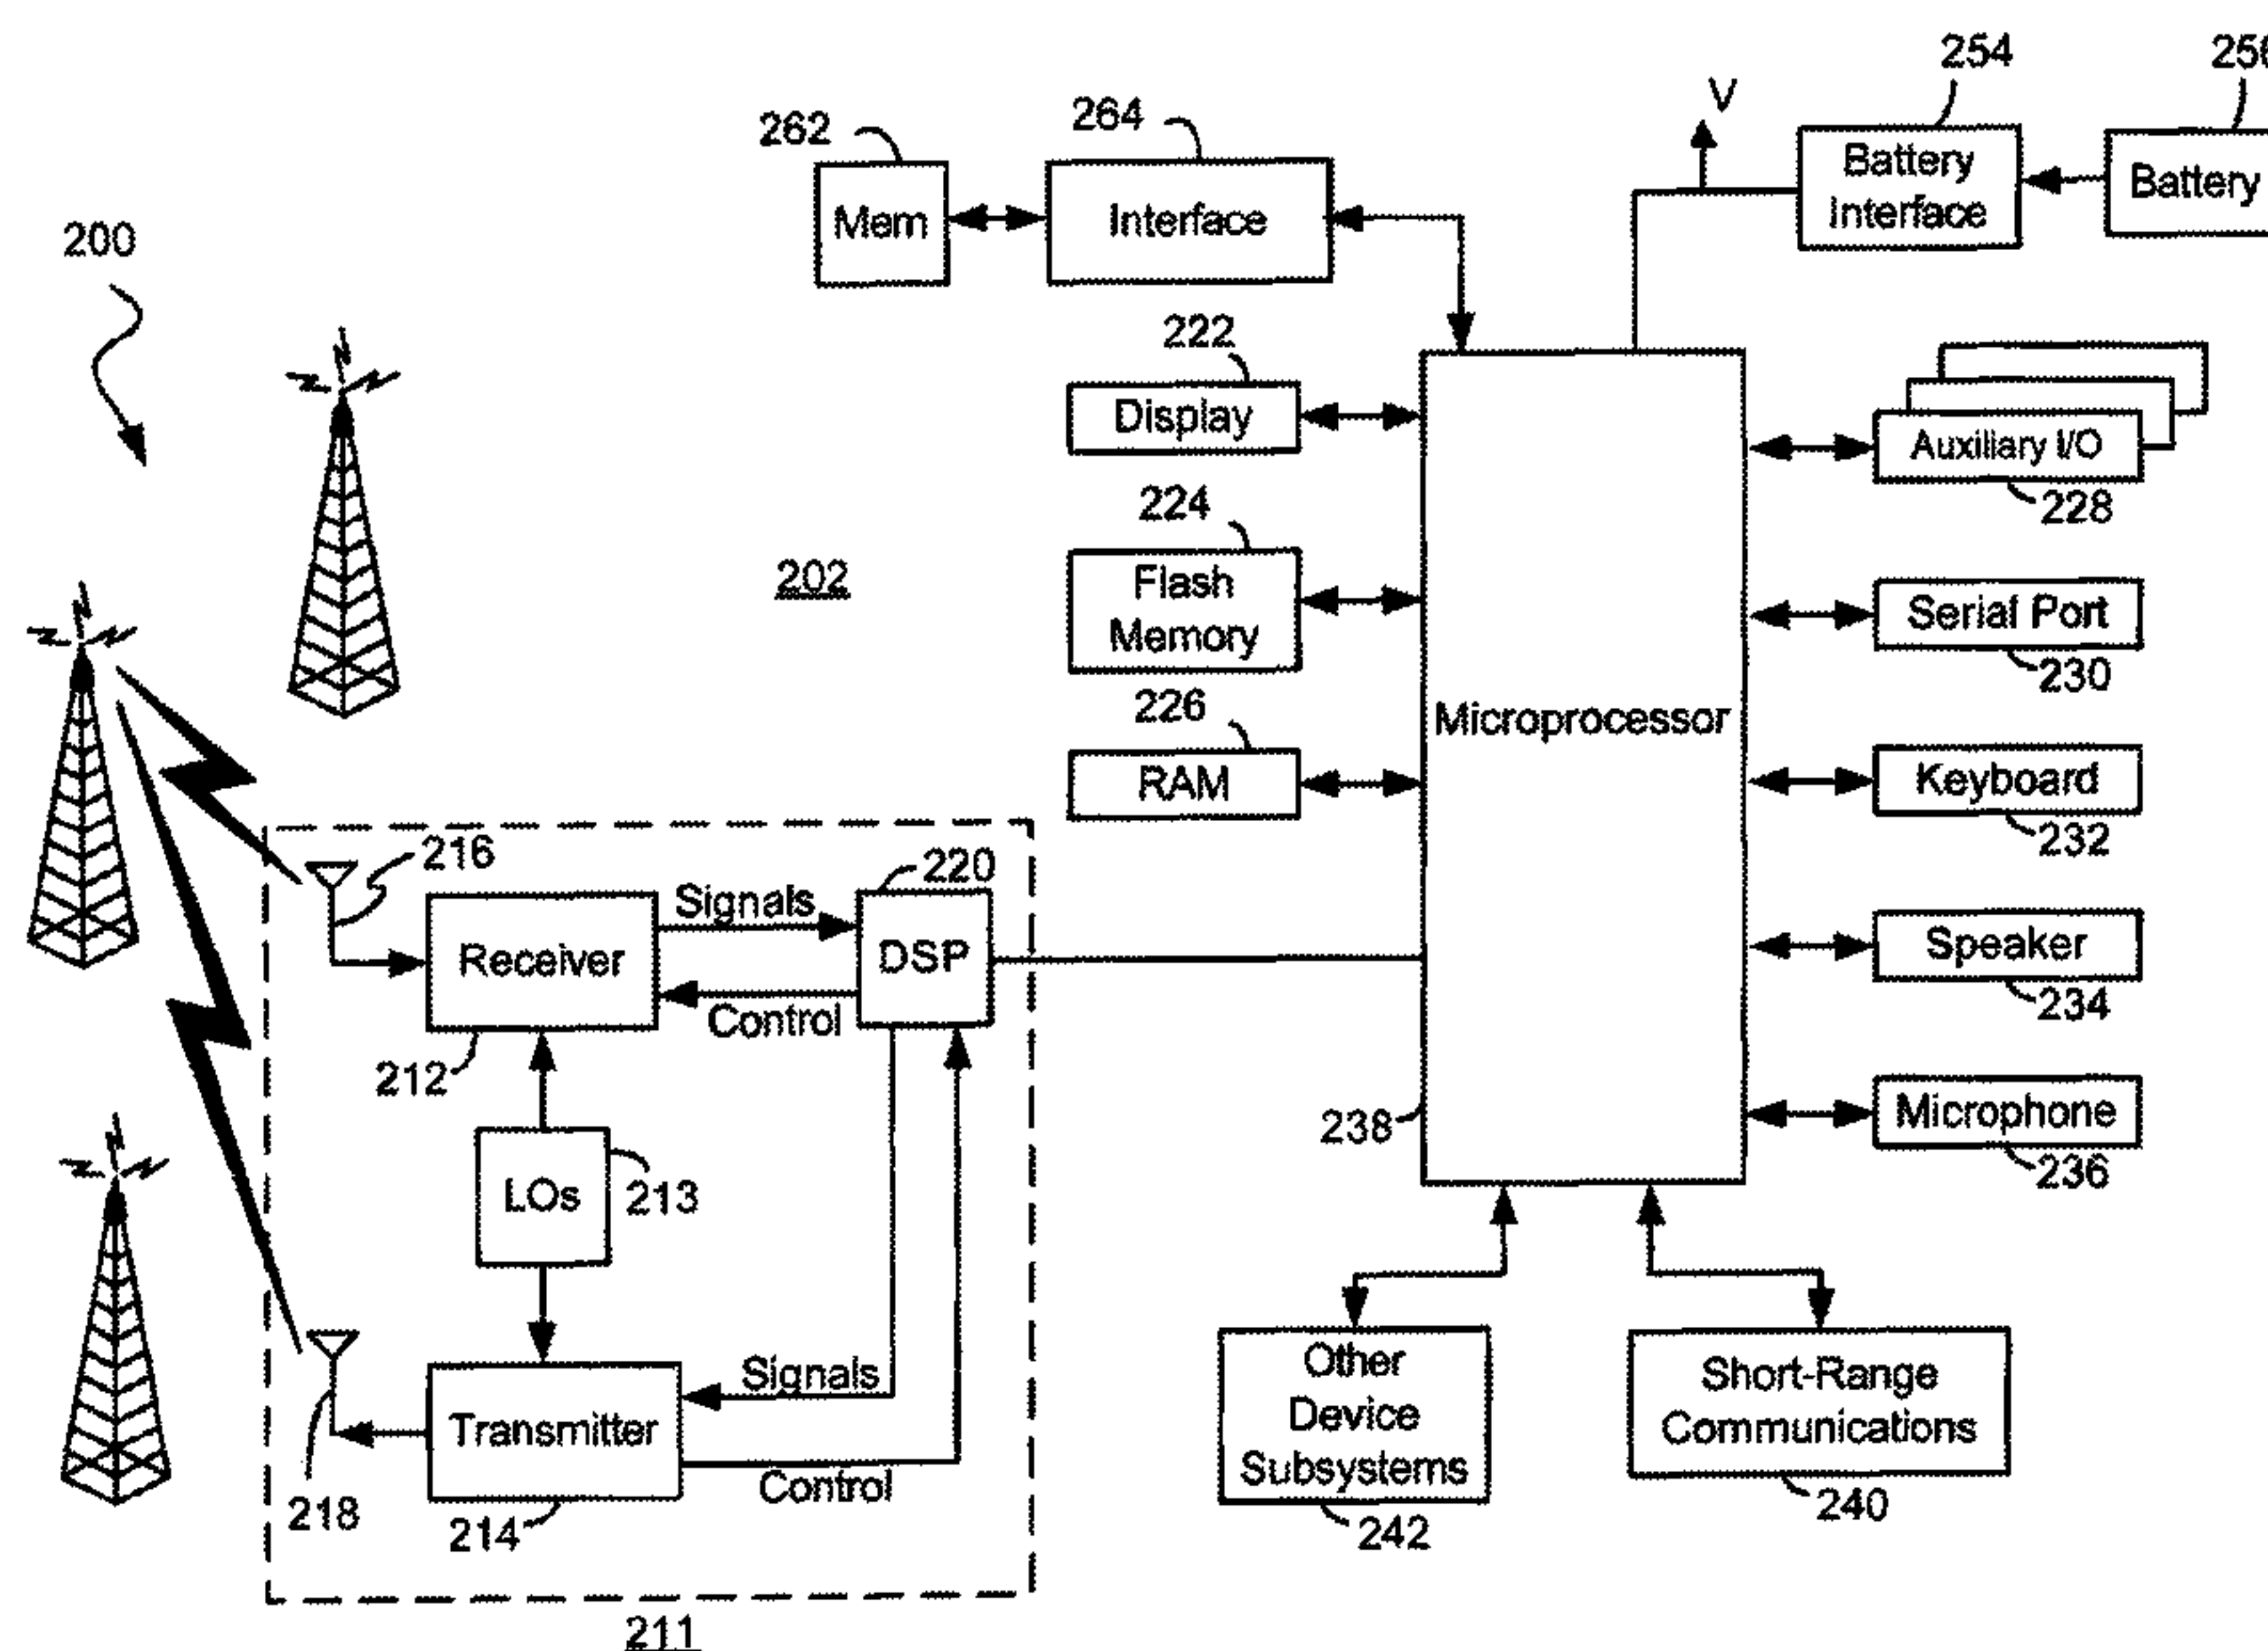 254
V
262
264
Battery
Interface
Battery
Mem
Interface
200
222
Display
Auxiliary I/O
228
224
202
Flash
Memory
Serial Port
230
226
Microprocessor
RAM
Keyboard
232
216
220
Signals
Receiver
DSP
Speaker
234
Control
212
238
Microphone
236
LOs
213
Signals
Transmitter
Control
218
214
Other
Device
Subsystems
242
Short-Range
Communications
240
211